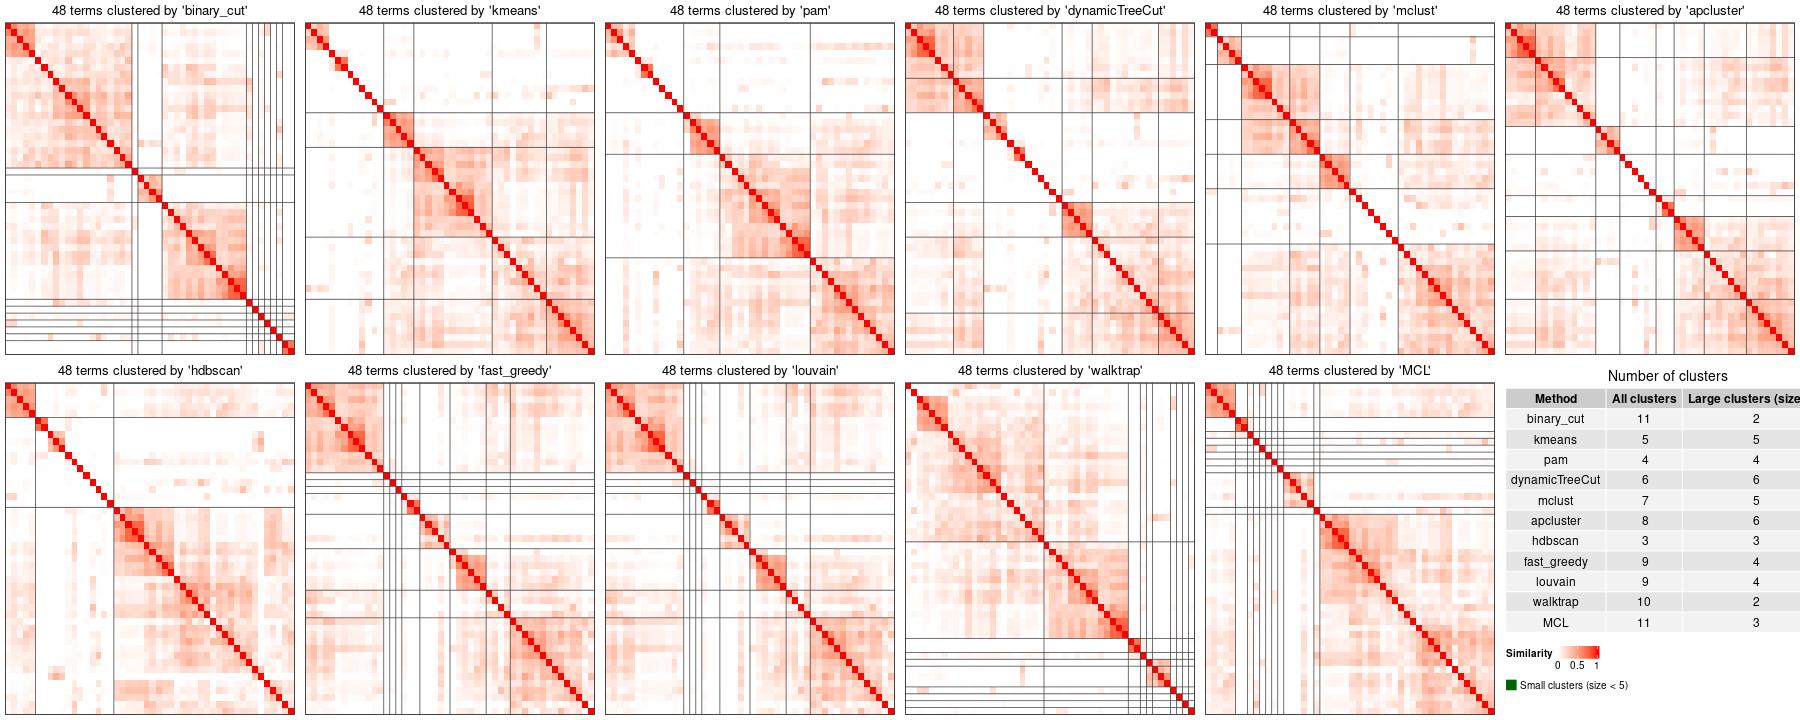 48 terms clustered by 'binary_cut'
48 terms clustered by 'kmeans'
48 terms clustered by 'pam'
48 terms clustered by 'dynamicTreeCut'
48 terms clustered by 'mclust'
48 terms clustered by 'apcluster'
48 terms clustered by 'hdbscan'
48 terms clustered by 'fast_greedy'
48 terms clustered by 'louvain'
48 terms clustered by 'walktrap'
48 terms clustered by 'MCL'
Number of clusters
Method All clusters Large clusters (size
binary_cut 11 2
kmeans 5 5
pam 4 4
dynamicTreeCut 6 6
mclust 7 5
apcluster 8 6
hdbscan 3 3
fast_greedy 9 4
louvain 9 4
walktrap 10 2
MCL 11 3
Similarity
0 0.5 1
Small clusters (size < 5)